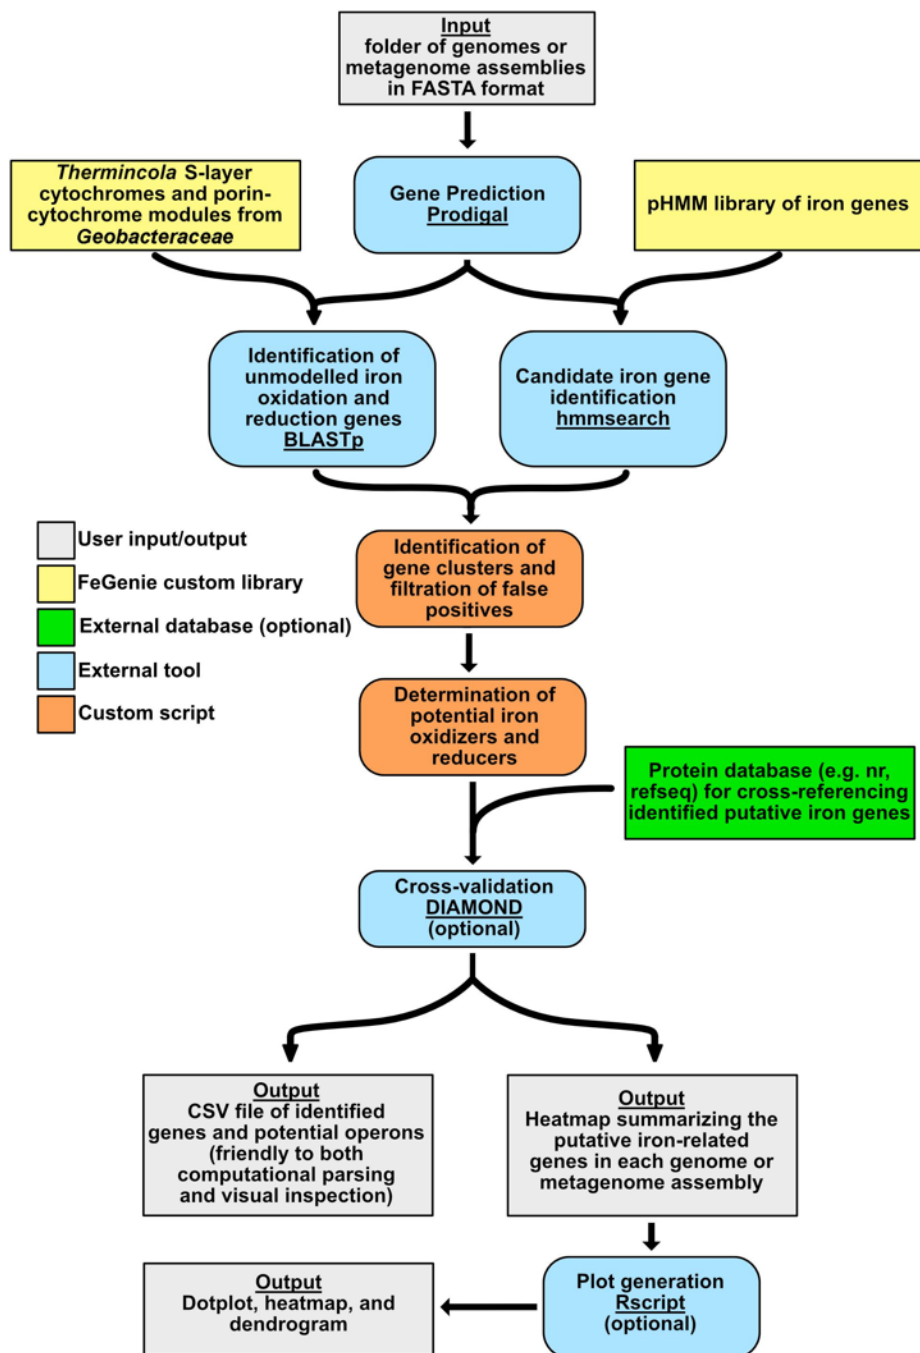 Input
folder of genomes or
metagenome assemblies
in FASTA format
Thermincola S-layer
cytochromes and porin-
cytochrome modules from
Geobacteraceae
Gene Prediction
Prodigal
pHMM library of iron genes
Identification of
unmodelled iron
oxidation and
reduction genes
BLASTp
Candidate iron gene
identification
hmmsearch
User input/output
FeGenie custom library
External database (optional)
External tool
Custom script
Identification of
gene clusters and
filtration of false
positives
Determination of
potential iron
oxidizers and
reducers
Protein database (e.g. nr,
refseq) for cross-referencing
identified putative iron genes
Cross-validation
DIAMOND
(optional)
Output
CSV file of identified
genes and potential operons
(friendly to both
computational parsing
and visual inspection)
Output
Heatmap summarizing the
putative iron-related
genes in each genome or
metagenome assembly
Output
Dotplot, heatmap, and
dendrogram
Plot generation
Rscript
(optional)